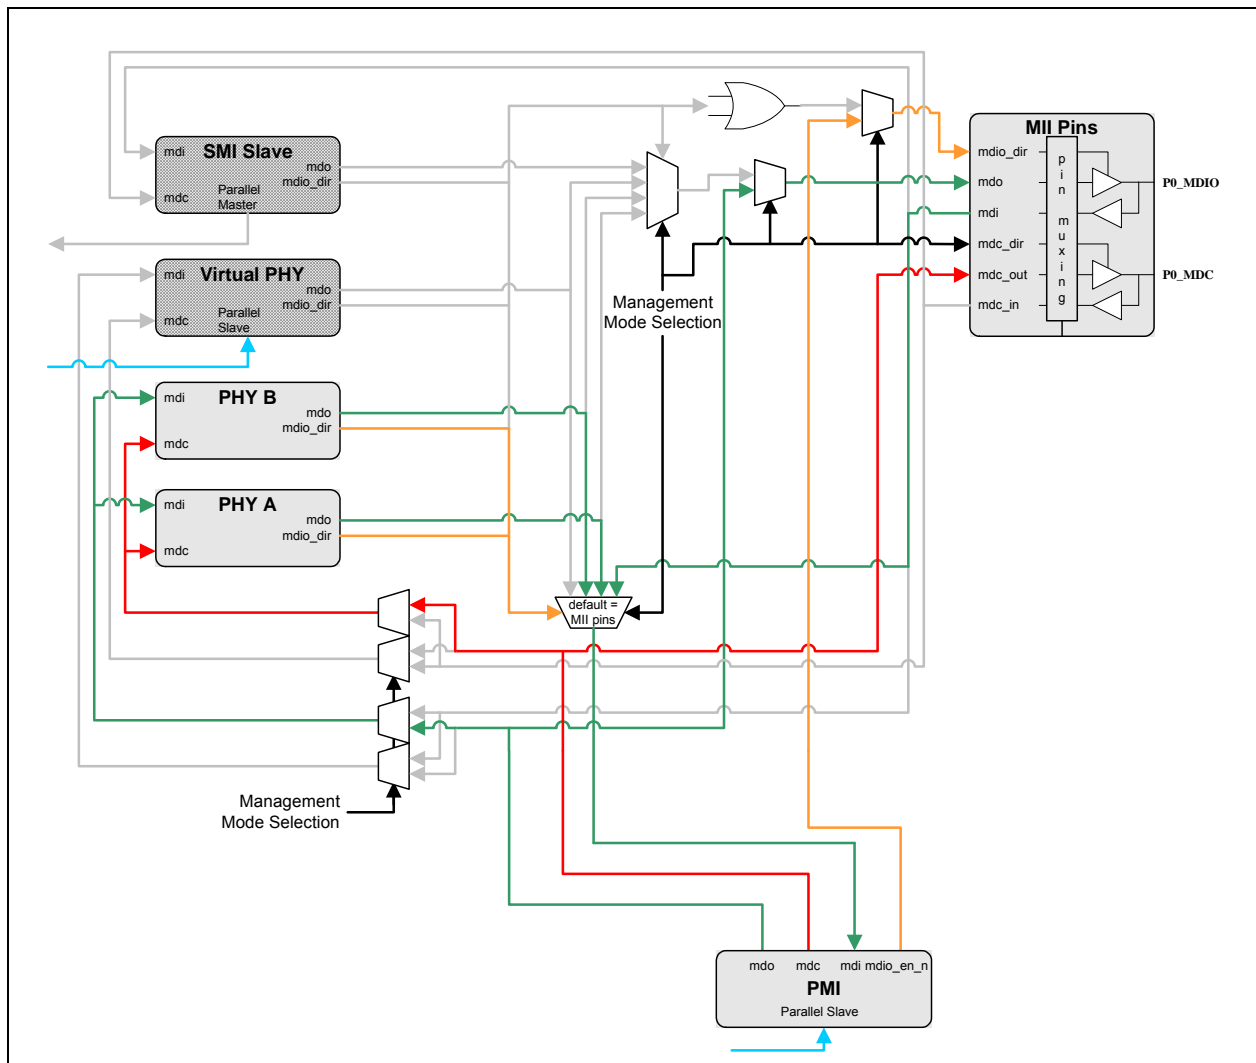 SMI Slave
mdi
mdo
mdio_dir
mdc
Parallel
Master
MII Pins
mdio_dir
mdo
mdi
mdc_dir
mdc_out
mdc_in
pin muxing
P0_MDIO
P0_MDC
Virtual PHY
mdi
mdo
mdio_dir
mdc
Parallel
Slave
Management
Mode Selection
PHY B
mdi
mdo
mdio_dir
mdc
PHY A
mdi
mdo
mdio_dir
mdc
default =
MII pins
Management
Mode Selection
mdo mdc mdi mdio_en_n
PMI
Parallel Slave